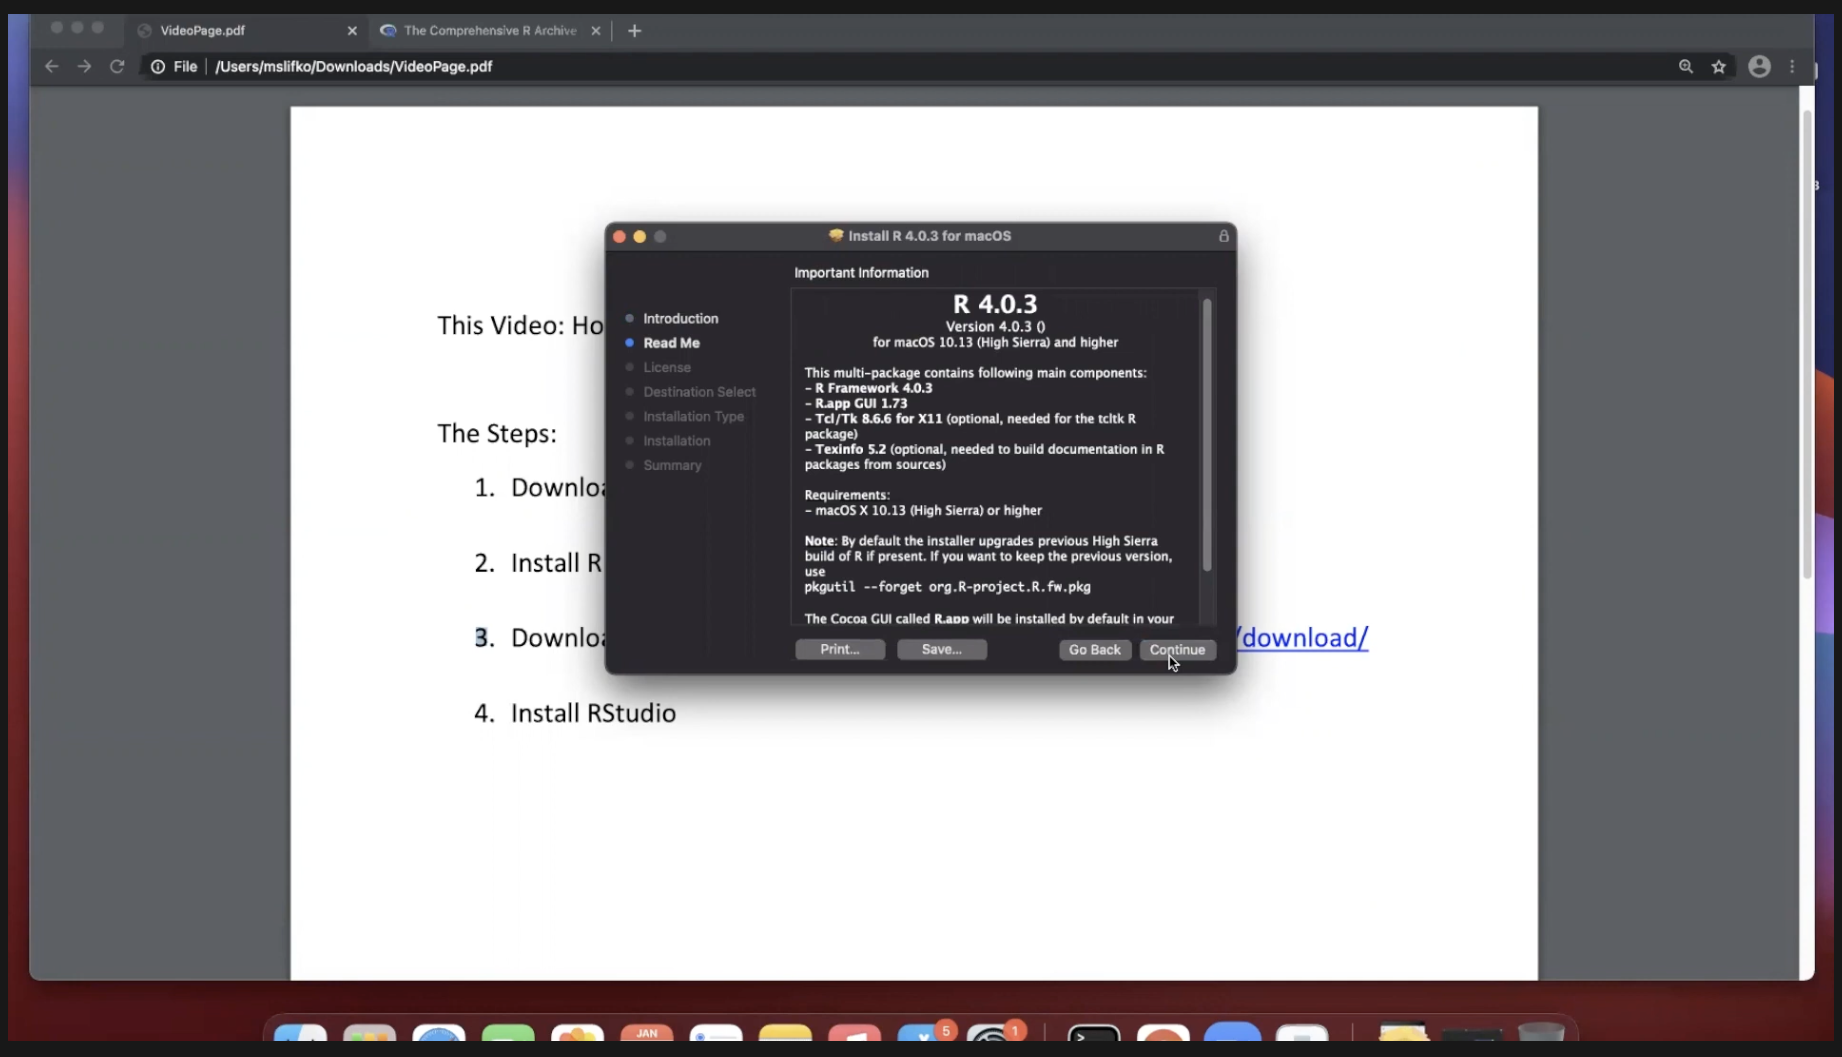 VideoPage.pdf
The Comprehensive R Archive
File
/Users/mslifko/Downloads/VideoPage.pdf
This Video: Ho
The Steps:
1. Downloa
2. Install R
3. Downloa
/download/
4. Install RStudio
Install R 4.0.3 for macOS
Important Information
Introduction
Read Me
License
Destination Select
Installation Type
Installation
Summary
R 4.0.3
Version 4.0.3 ()
for macOS 10.13 (High Sierra) and higher
This multi-package contains following main components:
- R Framework 4.0.3
- R.app GUI 1.73
- Tcl/Tk 8.6.6 for X11 (optional, needed for the tcltk R
package)
- Texinfo 5.2 (optional, needed to build documentation in R
packages from sources)
Requirements:
- macOS X 10.13 (High Sierra) or higher
Note: By default the installer upgrades previous High Sierra
build of R if present. If you want to keep the previous version,
use
pkgutil --forget org.R-project.R.fw.pkg
The Cocoa GUI called R.app will be installed by default in your
Print...
Save...
Go Back
Continue
JAN
5
1